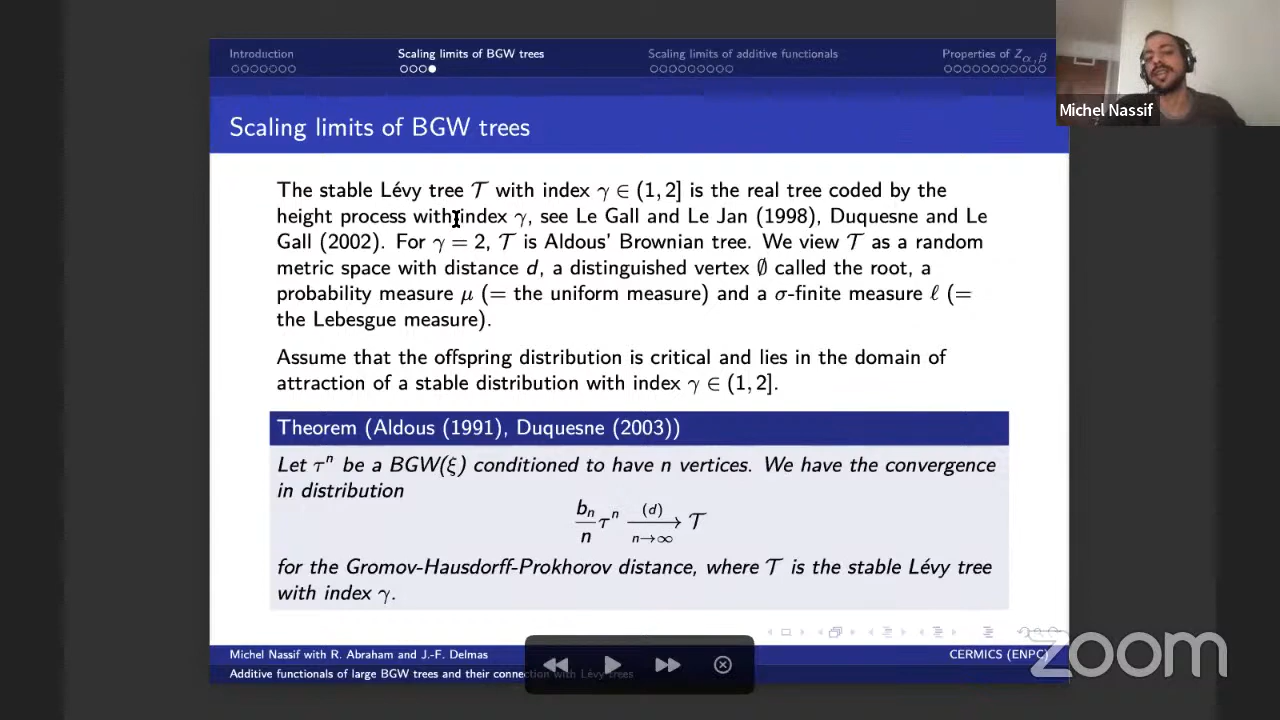 Introduction
Scaling limits of BGW trees
Scaling limits of additive functionals
Properties of Z_{α,β}
Michel Nassif
Scaling limits of BGW trees
The stable Lévy tree 𝒯 with index γ ∈ (1, 2] is the real tree coded by the
height process with index γ, see Le Gall and Le Jan (1998), Duquesne and Le
Gall (2002). For γ = 2, 𝒯 is Aldous' Brownian tree. We view 𝒯 as a random
metric space with distance d, a distinguished vertex ∅ called the root, a
probability measure μ (= the uniform measure) and a σ-finite measure ℓ (=
the Lebesgue measure).
Assume that the offspring distribution is critical and lies in the domain of
attraction of a stable distribution with index γ ∈ (1, 2].
Theorem (Aldous (1991), Duquesne (2003))
Let τ^n be a BGW(ξ) conditioned to have n vertices. We have the convergence
in distribution
b_n/n τ^n →^{(d)}_{n→∞} 𝒯
for the Gromov-Hausdorff-Prokhorov distance, where 𝒯 is the stable Lévy tree
with index γ.
Michel Nassif with R. Abraham and J.-F. Delmas
CERMICS (ENPC)
Additive functionals of large BGW trees and their connection with Lévy trees
zoom